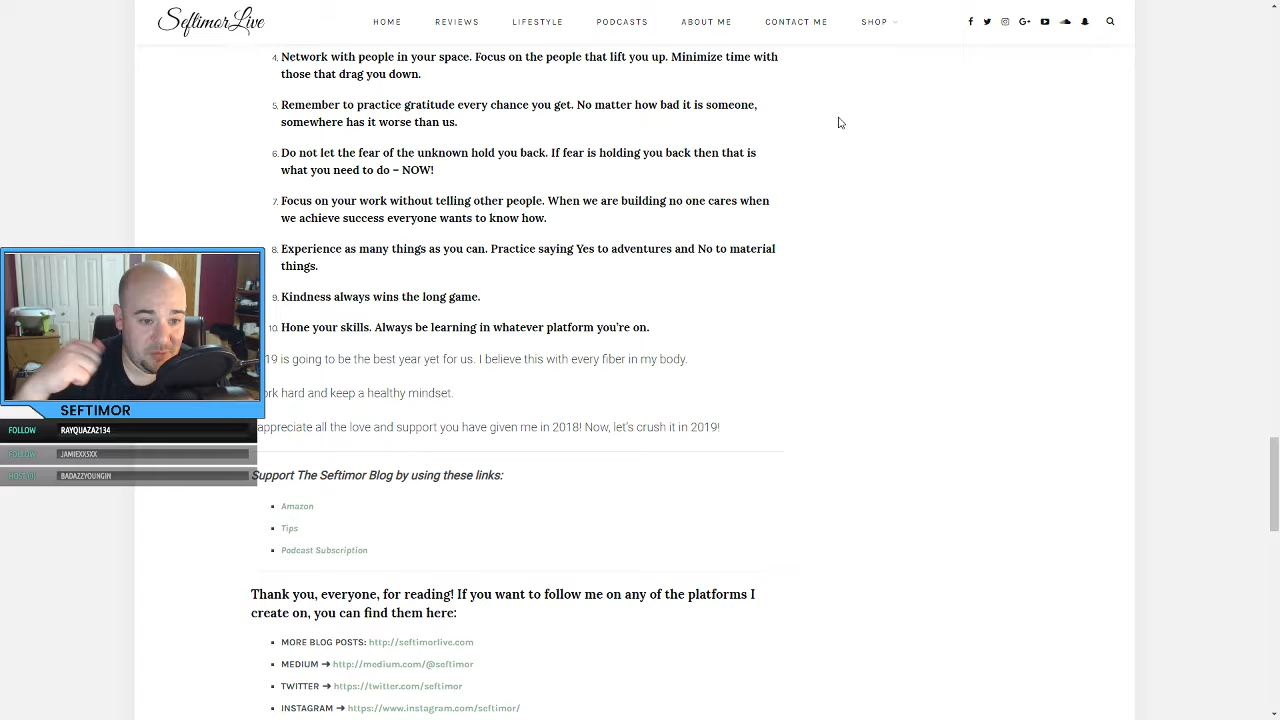 SeftimorLive
HOME REVIEWS LIFESTYLE PODCASTS ABOUT ME CONTACT ME SHOP
4. Network with people in your space. Focus on the people that lift you up. Minimize time with
those that drag you down.
5. Remember to practice gratitude every chance you get. No matter how bad it is someone,
somewhere has it worse than us.
6. Do not let the fear of the unknown hold you back. If fear is holding you back then that is
what you need to do – NOW!
7. Focus on your work without telling other people. When we are building no one cares when
we achieve success everyone wants to know how.
8. Experience as many things as you can. Practice saying Yes to adventures and No to material
things.
9. Kindness always wins the long game.
10. Hone your skills. Always be learning in whatever platform you're on.
19 is going to be the best year yet for us. I believe this with every fiber in my body.
rk hard and keep a healthy mindset.
appreciate all the love and support you have given me in 2018! Now, let's crush it in 2019!
SEFTIMOR
FOLLOW RAYQUAZA2134
FOLLOW JAMIEXXSXX
BADAZZYOUNGIN
Support The Seftimor Blog by using these links:
Amazon
Tips
Podcast Subscription
Thank you, everyone, for reading! If you want to follow me on any of the platforms I
create on, you can find them here:
MORE BLOG POSTS: http://seftimorlive.com
MEDIUM ➜ http://medium.com/@seftimor
TWITTER ➜ https://twitter.com/seftimor
INSTAGRAM ➜ https://www.instagram.com/seftimor/